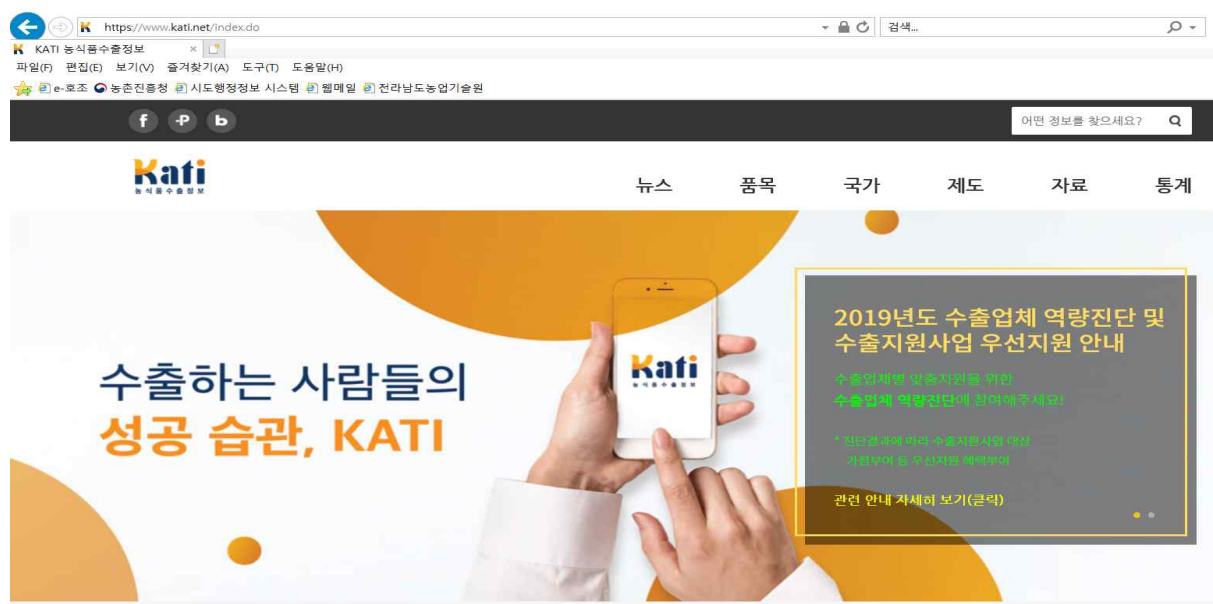 https://www.kati.net/index.do
검색...
KATI 농식품수출정보
파일(F) 편집(E) 보기(V) 즐겨찾기(A) 도구(T) 도움말(H)
e-호조 농촌진흥청 시도행정정보 시스템 웹메일 전라남도농업기술원
f P b
어떤 정보를 찾으세요?
Kati
농식품수출정보
뉴스 품목 국가 제도 자료 통계
수출하는 사람들의
성공 습관, KATI
Kati
농식품수출정보
2019년도 수출업체 역량진단 및
수출지원사업 우선지원 안내
수출업체별 맞춤지원을 위한
수출업체 역량진단에 참여해주세요!
* 진단결과에 따라 수출지원사업 대상
가점부여 등 우선지원 혜택부여
관련 안내 자세히 보기(클릭)